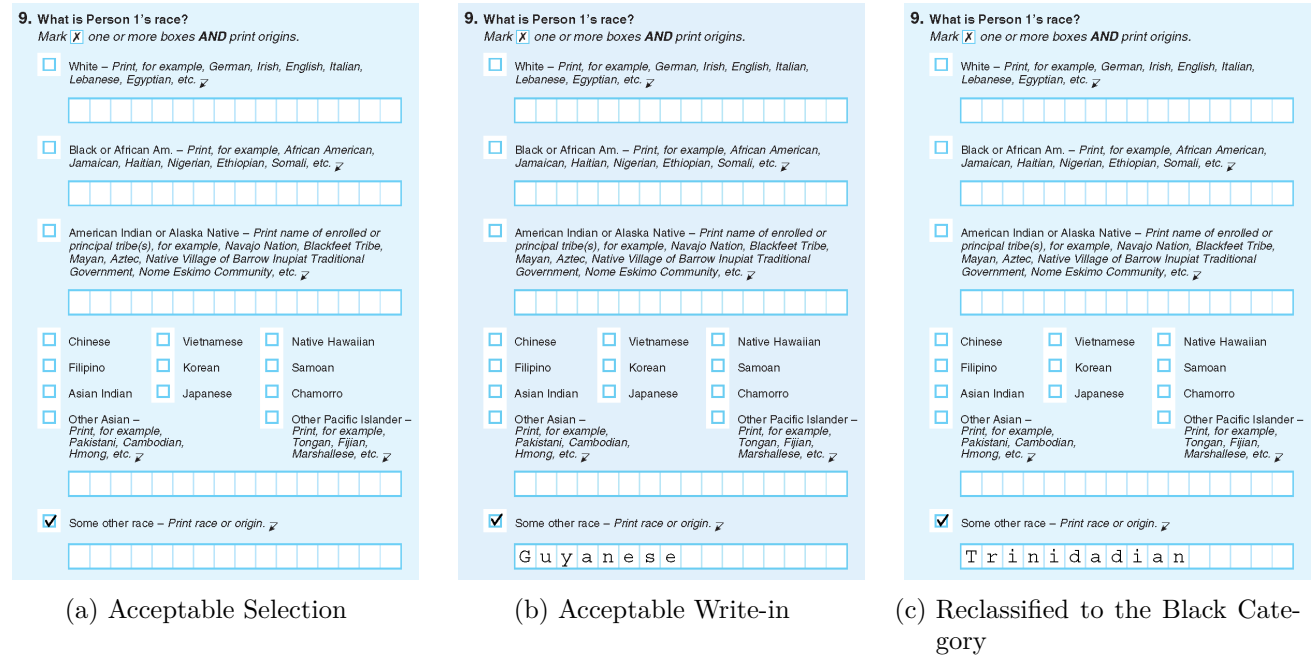 9. What is Person 1's race?
Mark ✗ one or more boxes AND print origins.
White – Print, for example, German, Irish, English, Italian,
Lebanese, Egyptian, etc.
Black or African Am. – Print, for example, African American,
Jamaican, Haitian, Nigerian, Ethiopian, Somali, etc.
American Indian or Alaska Native – Print name of enrolled or
principal tribe(s), for example, Navajo Nation, Blackfeet Tribe,
Mayan, Aztec, Native Village of Barrow Inupiat Traditional
Government, Nome Eskimo Community, etc.
Chinese Vietnamese Native Hawaiian
Filipino Korean Samoan
Asian Indian Japanese Chamorro
Other Asian –
Print, for example,
Pakistani, Cambodian,
Hmong, etc.
Other Pacific Islander –
Print, for example,
Tongan, Fijian,
Marshallese, etc.
Some other race – Print race or origin.
(a) Acceptable Selection
9. What is Person 1's race?
Mark ✗ one or more boxes AND print origins.
White – Print, for example, German, Irish, English, Italian,
Lebanese, Egyptian, etc.
Black or African Am. – Print, for example, African American,
Jamaican, Haitian, Nigerian, Ethiopian, Somali, etc.
American Indian or Alaska Native – Print name of enrolled or
principal tribe(s), for example, Navajo Nation, Blackfeet Tribe,
Mayan, Aztec, Native Village of Barrow Inupiat Traditional
Government, Nome Eskimo Community, etc.
Chinese Vietnamese Native Hawaiian
Filipino Korean Samoan
Asian Indian Japanese Chamorro
Other Asian –
Print, for example,
Pakistani, Cambodian,
Hmong, etc.
Other Pacific Islander –
Print, for example,
Tongan, Fijian,
Marshallese, etc.
Some other race – Print race or origin.
Guyanese
(b) Acceptable Write-in
9. What is Person 1's race?
Mark ✗ one or more boxes AND print origins.
White – Print, for example, German, Irish, English, Italian,
Lebanese, Egyptian, etc.
Black or African Am. – Print, for example, African American,
Jamaican, Haitian, Nigerian, Ethiopian, Somali, etc.
American Indian or Alaska Native – Print name of enrolled or
principal tribe(s), for example, Navajo Nation, Blackfeet Tribe,
Mayan, Aztec, Native Village of Barrow Inupiat Traditional
Government, Nome Eskimo Community, etc.
Chinese Vietnamese Native Hawaiian
Filipino Korean Samoan
Asian Indian Japanese Chamorro
Other Asian –
Print, for example,
Pakistani, Cambodian,
Hmong, etc.
Other Pacific Islander –
Print, for example,
Tongan, Fijian,
Marshallese, etc.
Some other race – Print race or origin.
Trinidadian
(c) Reclassified to the Black Cate-
gory